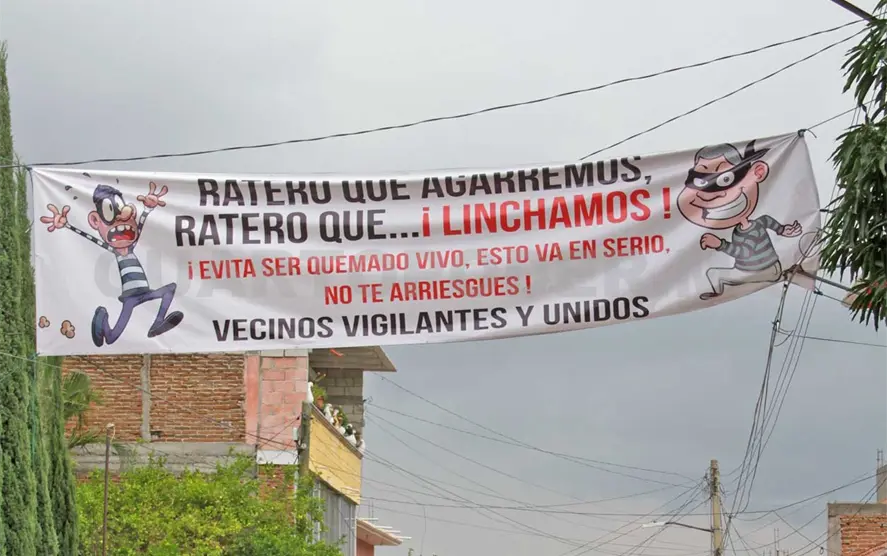 RATERO QUE AGARREMOS,
RATERO QUE...¡ LINCHAMOS !
¡ EVITA SER QUEMADO VIVO, ESTO VA EN SERIO,
NO TE ARRIESGUES !
VECINOS VIGILANTES Y UNIDOS